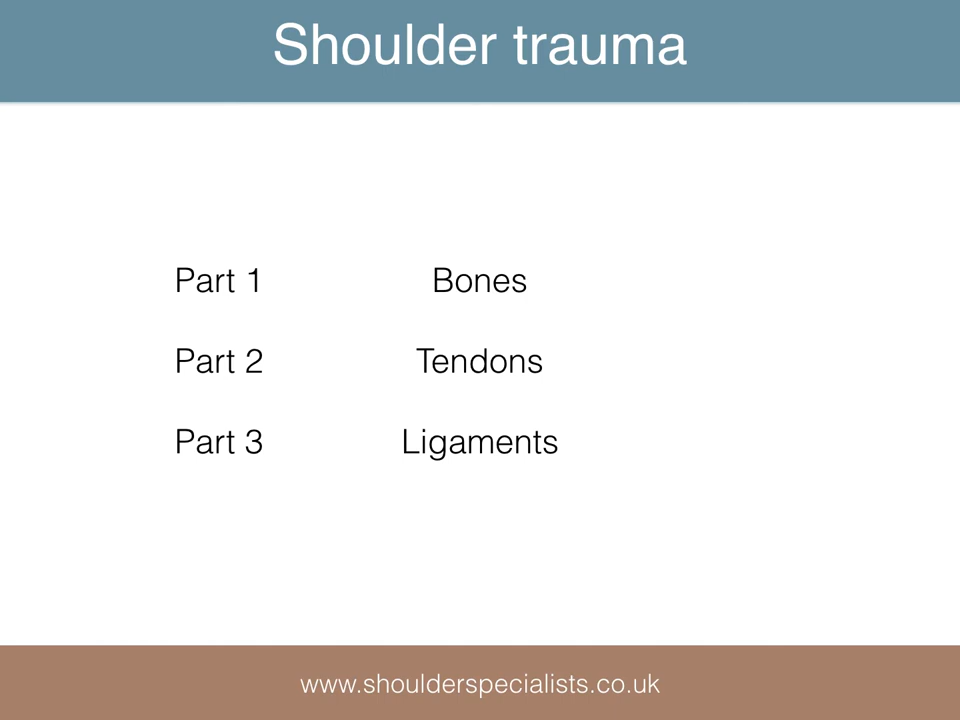 Shoulder trauma
Part 1 Bones
Part 2 Tendons
Part 3 Ligaments
www.shoulderspecialists.co.uk